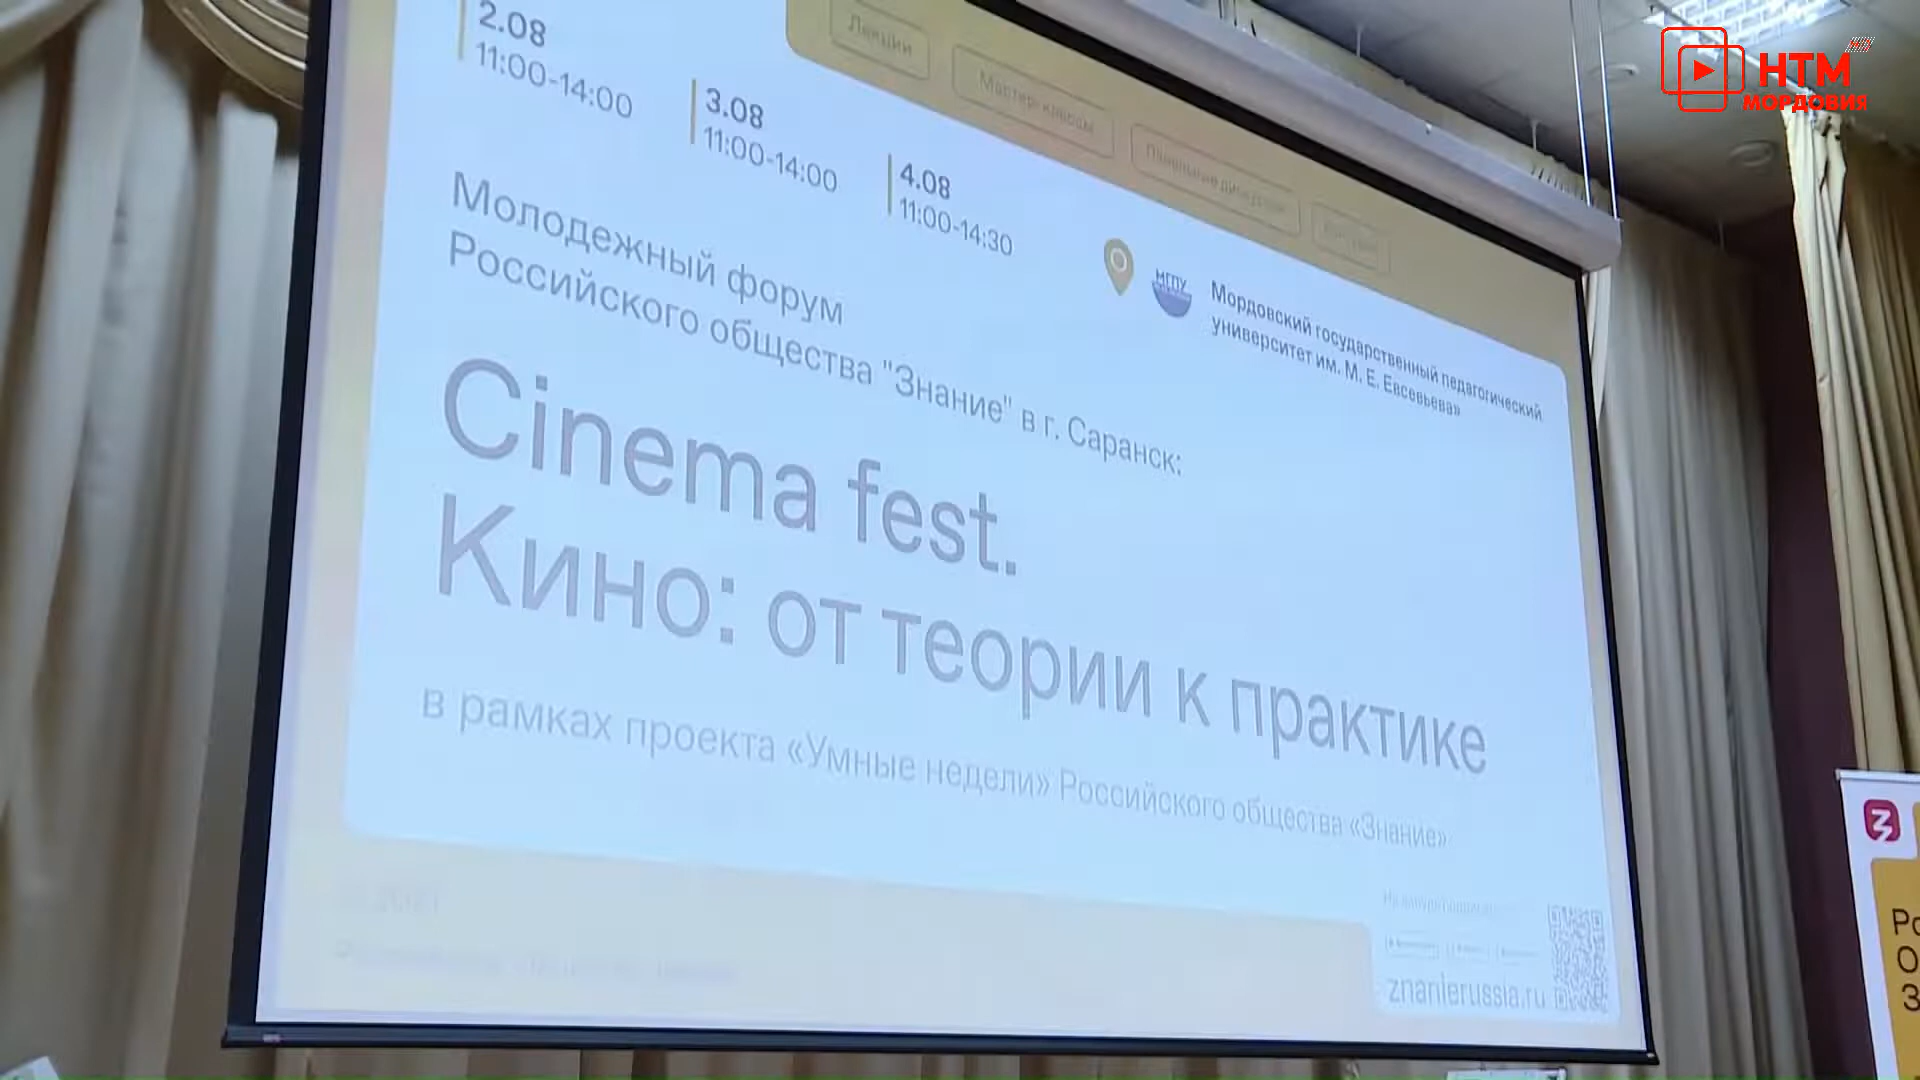 2.08
11:00-14:00
3.08
11:00-14:00
4.08
11:00-14:30
Лекции
Мастер-классы
НТМ
МОРДОВИЯ
МГПУ
Мордовский государственный педагогический
университет им. М. Е. Евсевьева»
Молодежный форум
Российского общества "Знание" в г. Саранск:
Cinema fest.
Кино: от теории к практике
в рамках проекта «Умные недели» Российского общества «Знание»
znanierussia.ru